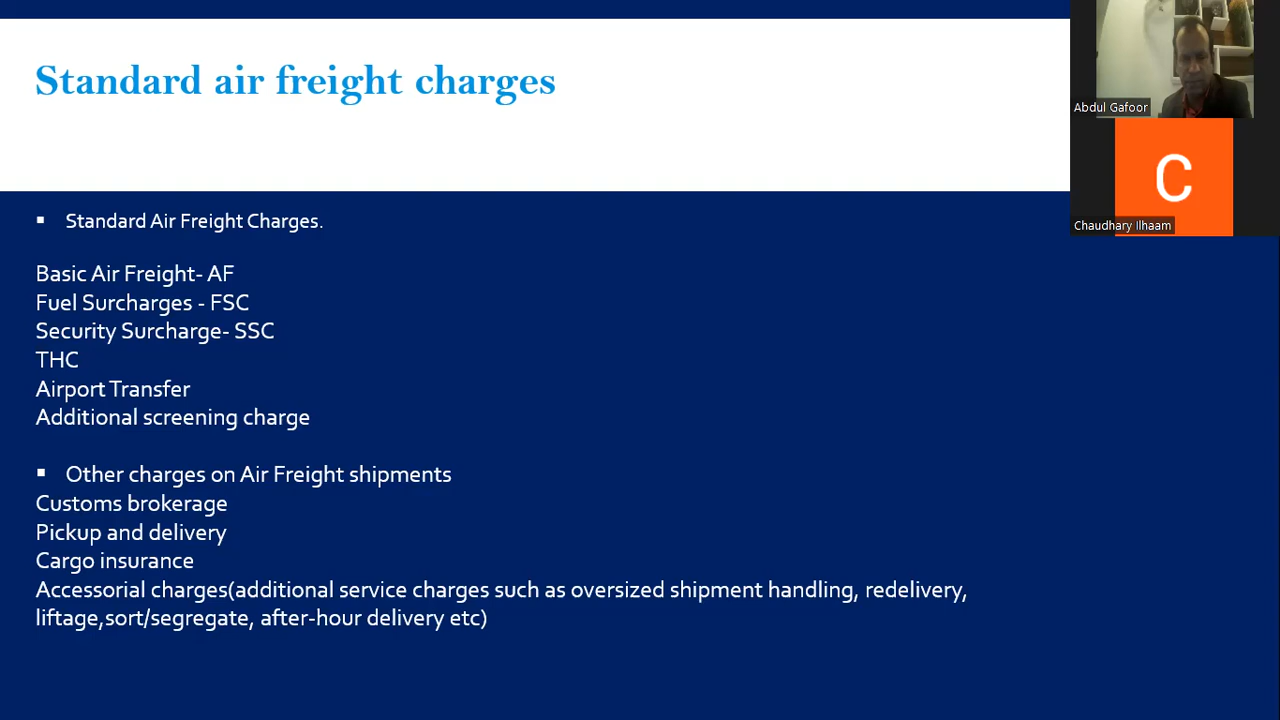 Standard air freight charges
▪ Standard Air Freight Charges.
Basic Air Freight- AF
Fuel Surcharges - FSC
Security Surcharge- SSC
THC
Airport Transfer
Additional screening charge
▪ Other charges on Air Freight shipments
Customs brokerage
Pickup and delivery
Cargo insurance
Accessorial charges(additional service charges such as oversized shipment handling, redelivery,
liftage,sort/segregate, after-hour delivery etc)
Abdul Gafoor
C
Chaudhary Ilhaam